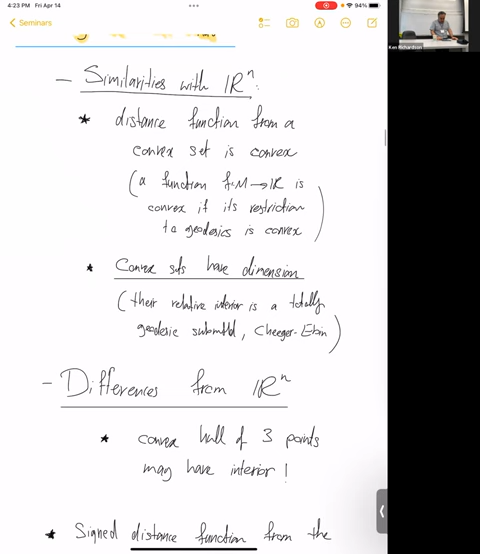 4:23 PM Fri Apr 14
94%
Seminars
Ken Richardson
- Similarities with ℝⁿ:
* distance function from a
convex set is convex
(a function f:M→ℝ is
convex if its restriction
to geodesics is convex)
* Convex sets have dimension
(their relative interior is a totally
geodesic submfld, Cheeger-Ebin)
- Differences from ℝⁿ
* convex hull of 3 points
may have interior!
* Signed distance function from the